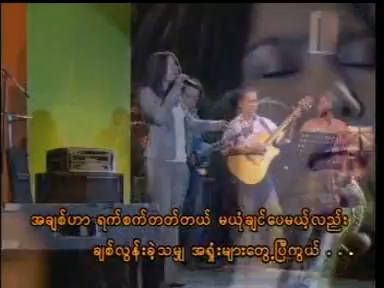 အချစ်ဟာ ရက်စက်တတ်တယ် မယုံချင်ပေမယ့်လည်း
ချစ်လွန်းခဲ့သမျှ အရှုံးများတွေ့ပြီကွယ် . . .